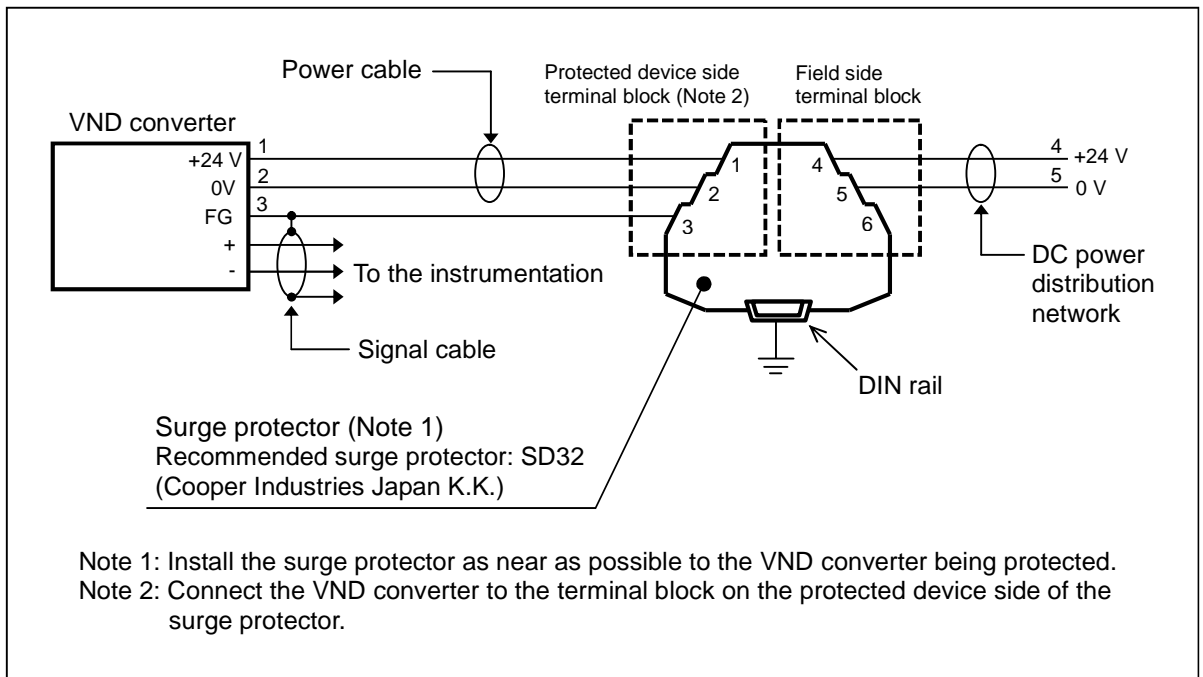 Power cable
Protected device side
terminal block (Note 2)
Field side
terminal block
VND converter
+24 V
1
0V
2
FG
3
+
-
To the instrumentation
Signal cable
1
2
3
4
5
6
4
+24 V
5
0 V
DC power
distribution
network
DIN rail
Surge protector (Note 1)
Recommended surge protector: SD32
(Cooper Industries Japan K.K.)
Note 1: Install the surge protector as near as possible to the VND converter being protected.
Note 2: Connect the VND converter to the terminal block on the protected device side of the
surge protector.